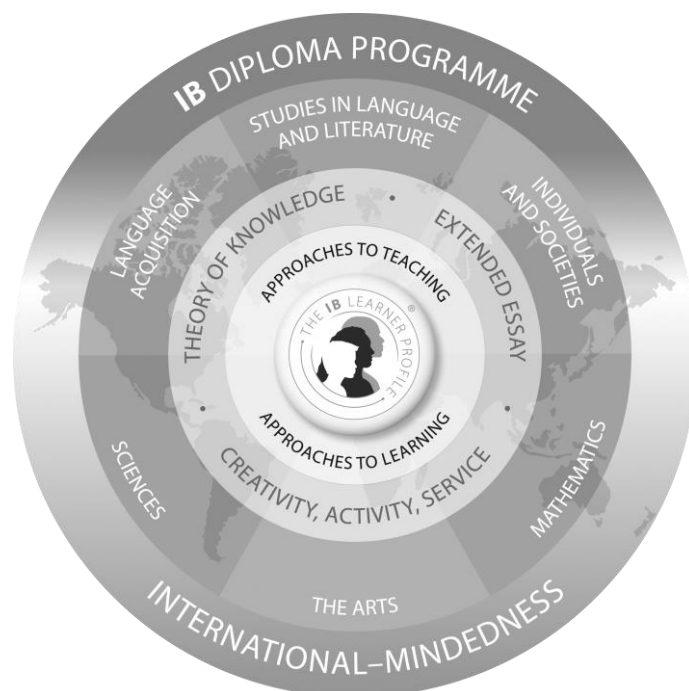 IB DIPLOMA PROGRAMME
STUDIES IN LANGUAGE
AND LITERATURE
LANGUAGE
ACQUISITION
INDIVIDUALS
AND SOCIETIES
THEORY OF KNOWLEDGE
EXTENDED ESSAY
APPROACHES TO TEACHING
THE IB LEARNER PROFILE ®
APPROACHES TO LEARNING
CREATIVITY, ACTIVITY, SERVICE
SCIENCES
MATHEMATICS
THE ARTS
INTERNATIONAL–MINDEDNESS